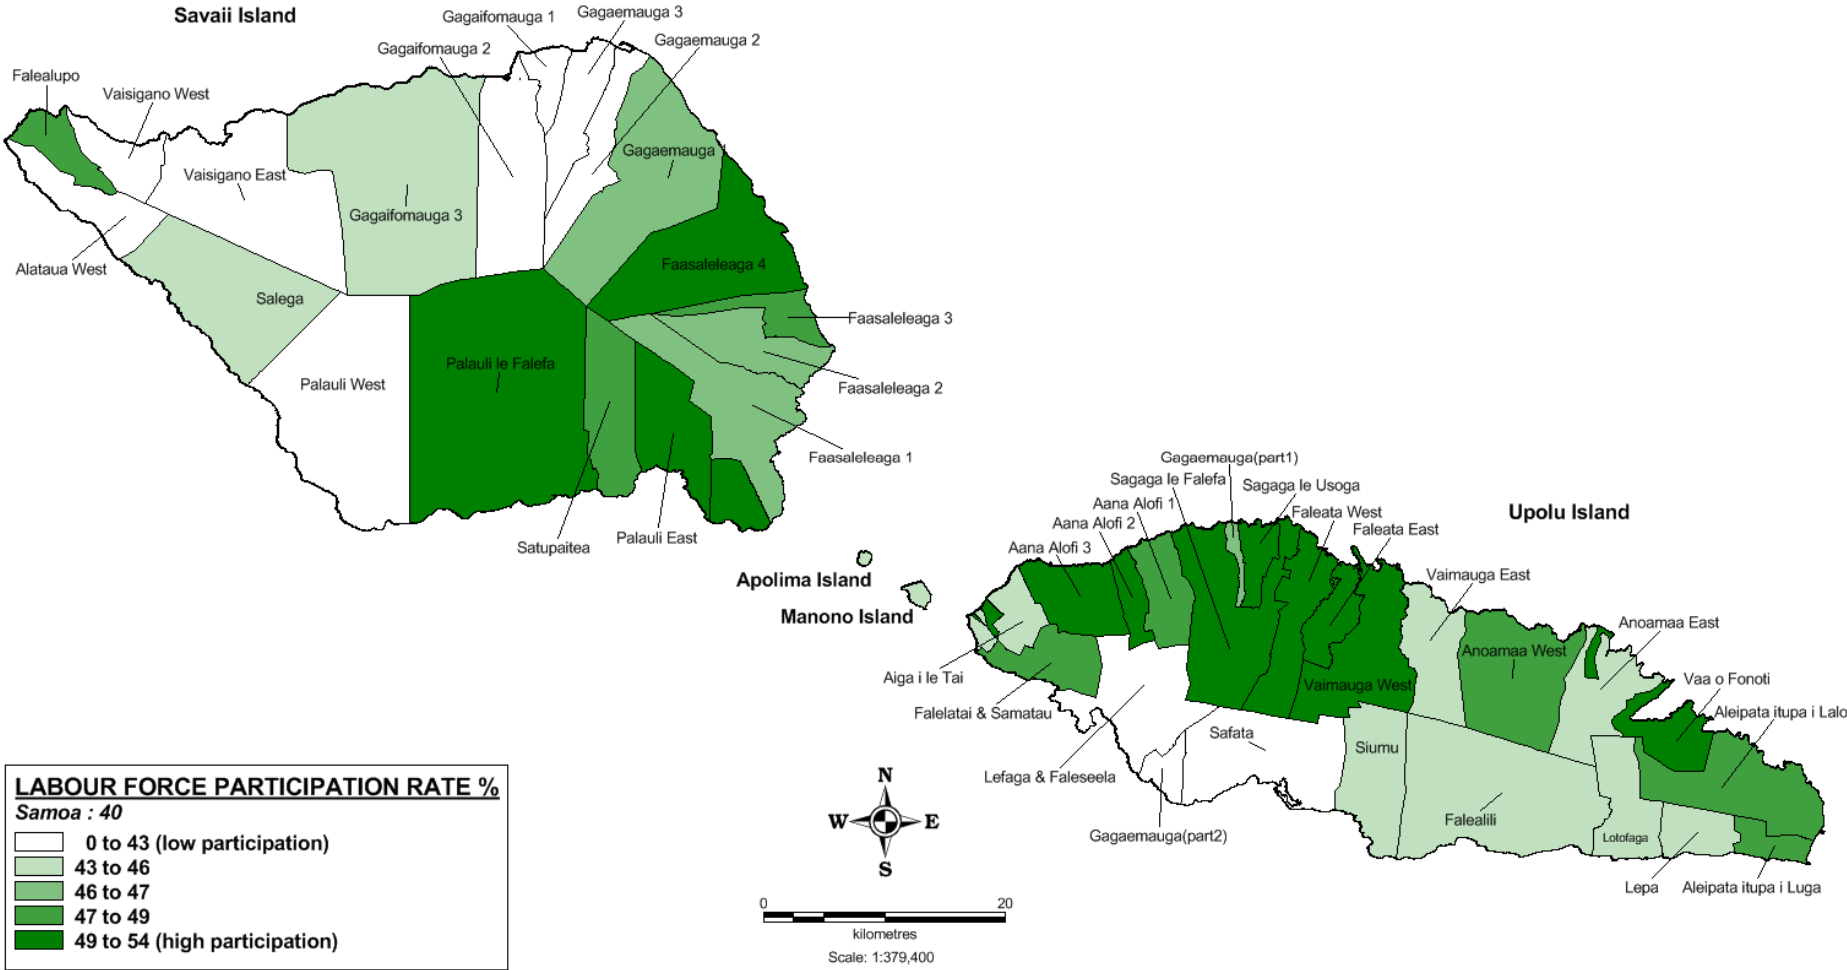 Savaii Island
Gagaifomauga 1
Gagaemauga 3
Gagaifomauga 2
Gagaemauga 2
Falealupo
Vaisigano West
Gagaemauga
Vaisigano East
Gagaifomauga 3
Alataua West
Faasaleleaga 4
Salega
Faasaleleaga 3
Palauli le Falefa
Palauli West
Faasaleleaga 2
Faasaleleaga 1
Satupaitea
Palauli East
Gagaemauga(part1)
Sagaga le Falefa
Sagaga le Usoga
Aana Alofi 1
Faleata West
Upolu Island
Aana Alofi 2
Faleata East
Aana Alofi 3
Apolima Island
Vaimauga East
Manono Island
Anoamaa East
Anoamaa West
Aiga i le Tai
Vaimauga West
Vaa o Fonoti
Falelatai & Samatau
Aleipata itupa i Lalo
Safata
Siumu
Lefaga & Faleseela
Falealili
Gagaemauga(part2)
Lotofaga
Lepa
Aleipata itupa i Luga
LABOUR FORCE PARTICIPATION RATE %
Samoa : 40
0 to 43 (low participation)
43 to 46
46 to 47
47 to 49
49 to 54 (high participation)
N
W E
S
0 20
kilometres
Scale: 1:379,400